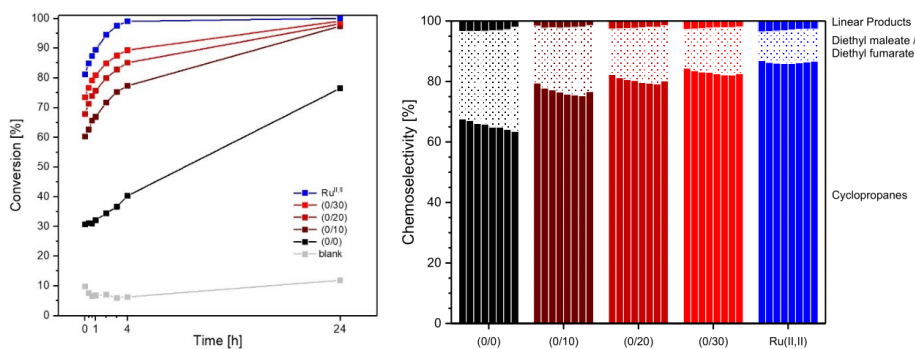 100
90
80
70
60
50
40
30
20
10
0
Conversion [%]
0 1 4 24
Time [h]
Ru^II,II
(0/30)
(0/20)
(0/10)
(0/0)
blank
100
80
60
40
20
0
Chemoselectivity [%]
(0/0) (0/10) (0/20) (0/30) Ru(II,II)
Linear Products
Diethyl maleate /
Diethyl fumarate
Cyclopropanes